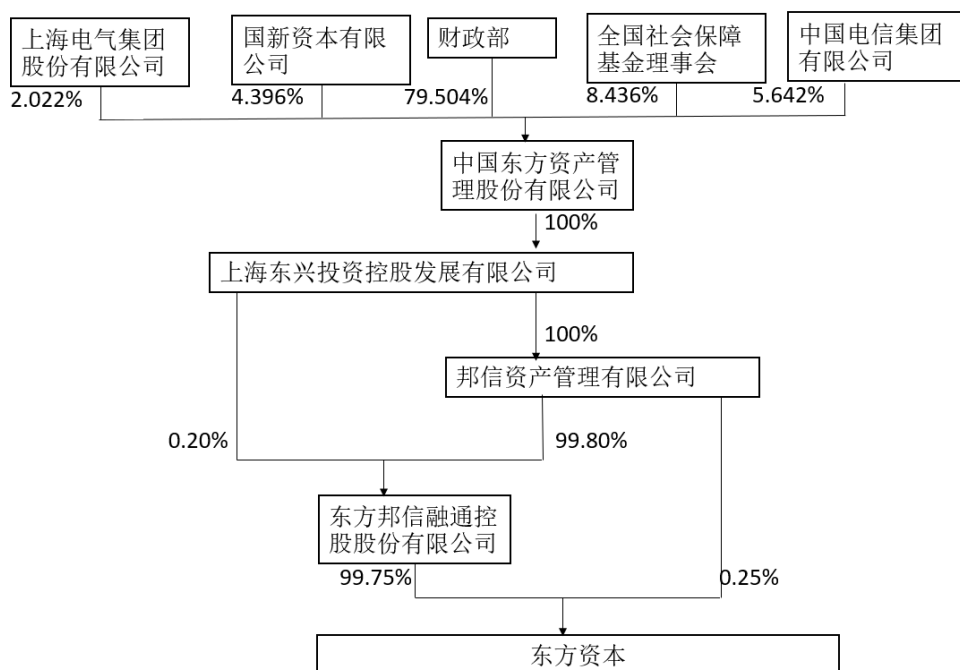 上海电气集团
股份有限公司
国新资本有限
公司
财政部
全国社会保障
基金理事会
中国电信集团
有限公司
2.022%
4.396%
79.504%
8.436%
5.642%
中国东方资产管
理股份有限公司
100%
上海东兴投资控股发展有限公司
100%
邦信资产管理有限公司
0.20%
99.80%
东方邦信融通控
股股份有限公司
99.75%
0.25%
东方资本